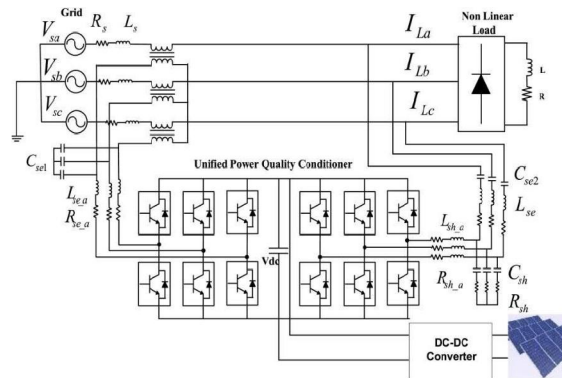 Grid
R_s L_s
V_sa
V_sb
V_sc
I_La
I_Lb
I_Lc
Non Linear
Load
L
R
C_se1
L_se_a
R_se_a
Unified Power Quality Conditioner
Vdc
C_se2
L_se
L_sh_a
R_sh_a
C_sh
R_sh
DC-DC
Converter